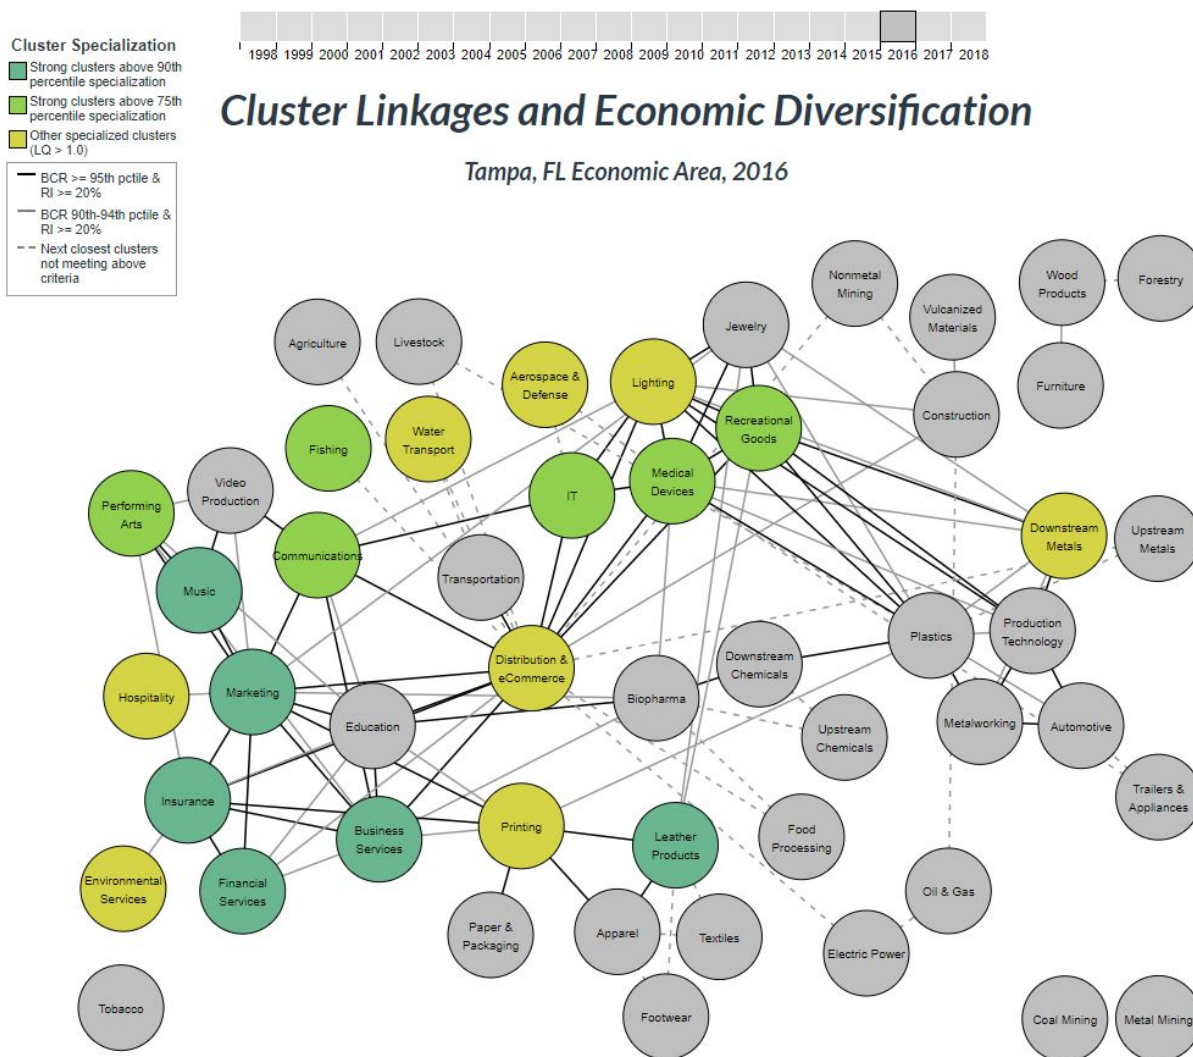 1998 1999 2000 2001 2002 2003 2004 2005 2006 2007 2008 2009 2010 2011 2012 2013 2014 2015 2016 2017 2018
Cluster Specialization
Strong clusters above 90th
percentile specialization
Strong clusters above 75th
percentile specialization
Other specialized clusters
(LQ > 1.0)
BCR >= 95th pctile &
RI >= 20%
BCR 90th-94th pctile &
RI >= 20%
Next closest clusters
not meeting above
criteria
Cluster Linkages and Economic Diversification
Tampa, FL Economic Area, 2016
Nonmetal
Mining
Wood
Products
Forestry
Vulcanized
Materials
Jewelry
Agriculture
Livestock
Aerospace &
Defense
Lighting
Furniture
Construction
Recreational
Goods
Fishing
Water
Transport
Video
Production
Performing
Arts
IT
Medical
Devices
Downstream
Metals
Upstream
Metals
Communications
Transportation
Music
Plastics
Production
Technology
Distribution &
eCommerce
Downstream
Chemicals
Hospitality
Marketing
Education
Biopharma
Upstream
Chemicals
Metalworking
Automotive
Insurance
Business
Services
Printing
Leather
Products
Food
Processing
Trailers &
Appliances
Environmental
Services
Financial
Services
Paper &
Packaging
Apparel
Textiles
Oil & Gas
Electric Power
Tobacco
Footwear
Coal Mining
Metal Mining